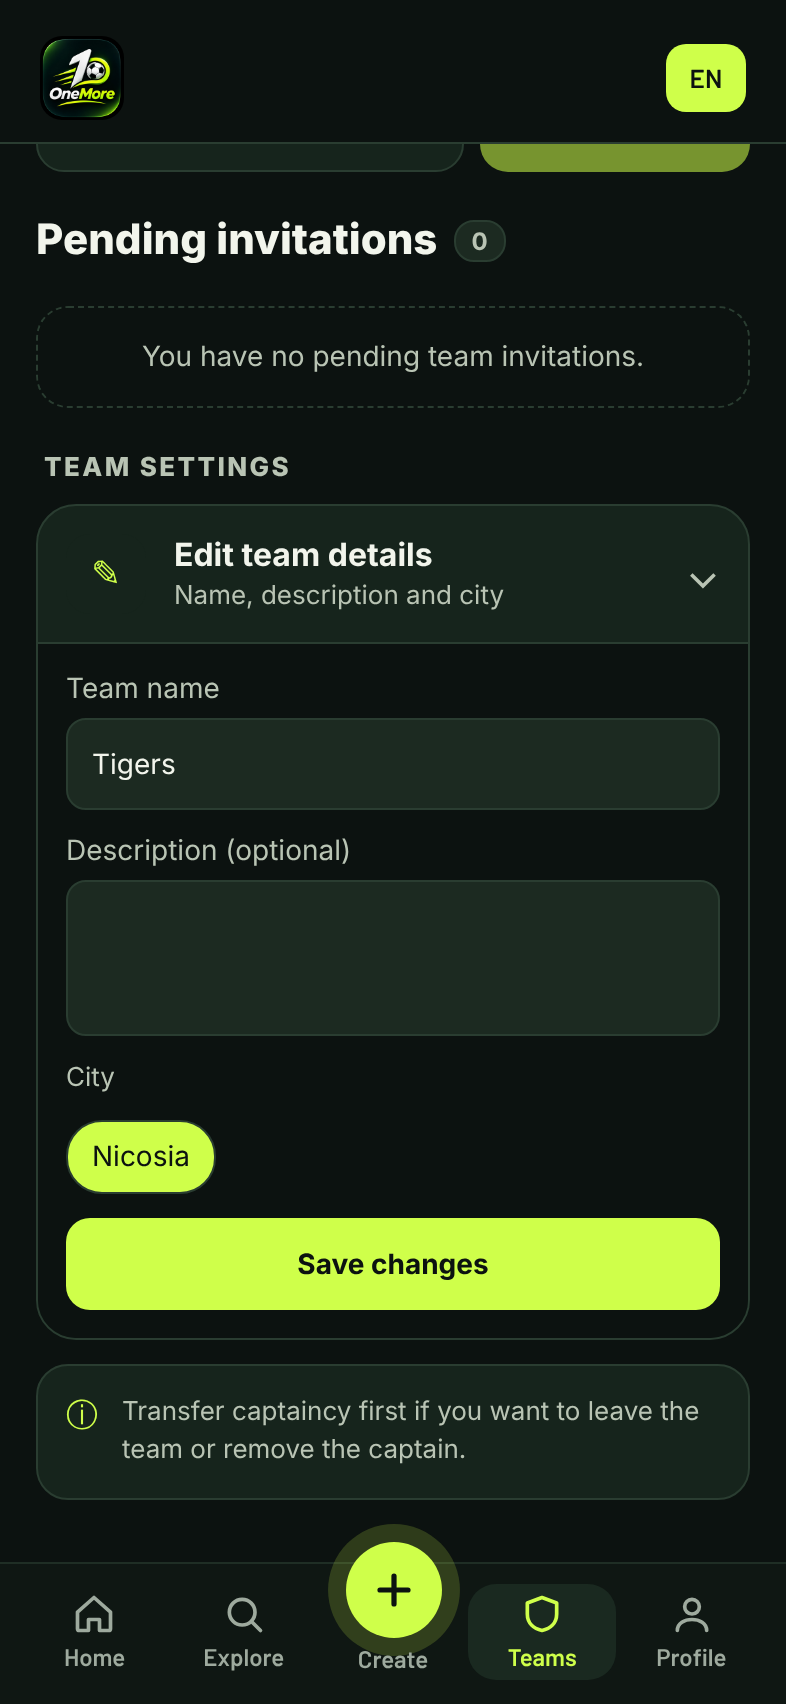 OneMore
EN
Pending invitations 0
You have no pending team invitations.
TEAM SETTINGS
Edit team details
Name, description and city
Team name
Tigers
Description (optional)
City
Nicosia
Save changes
Transfer captaincy first if you want to leave the
team or remove the captain.
Home
Explore
Create
Teams
Profile